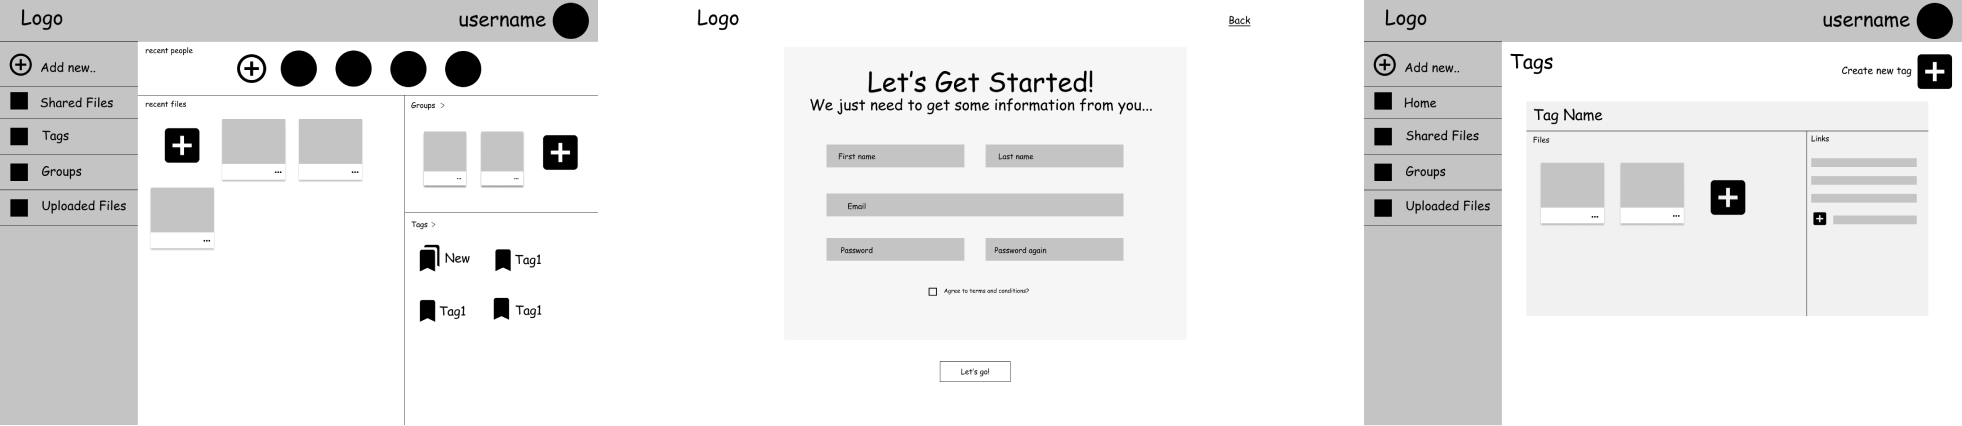 Logo
username
Add new..
Shared Files
Tags
Groups
Uploaded Files
recent people
recent files
...
...
...
Groups >
...
...
Tags >
New
Tag1
Tag1
Tag1
Logo
Back
Let's Get Started!
We just need to get some information from you...
First name
Last name
Email
Password
Password again
Agree to terms and conditions?
Let's go!
Logo
username
Add new..
Home
Shared Files
Groups
Uploaded Files
Tags
Create new tag
Tag Name
Files
...
...
Links